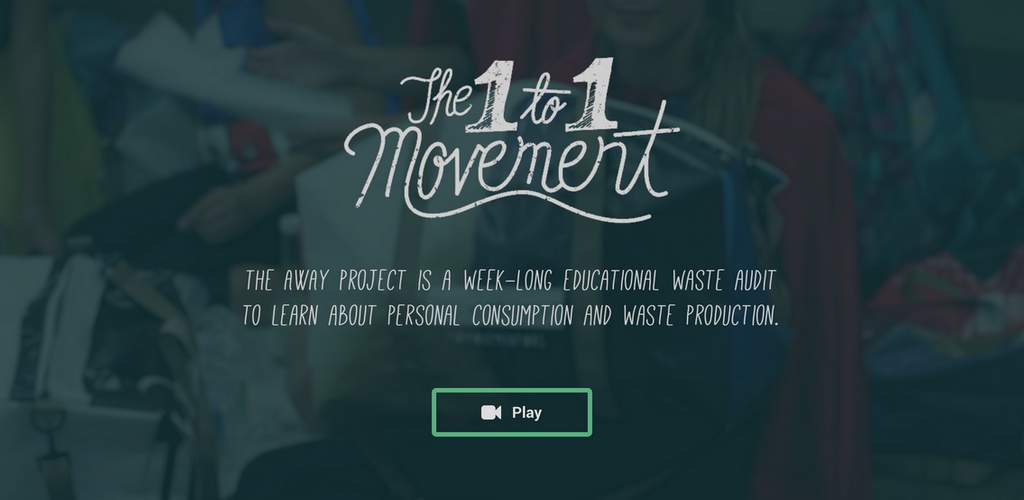 The 1 to 1
Movement
THE AWAY PROJECT IS A WEEK-LONG EDUCATIONAL WASTE AUDIT
TO LEARN ABOUT PERSONAL CONSUMPTION AND WASTE PRODUCTION.
Play